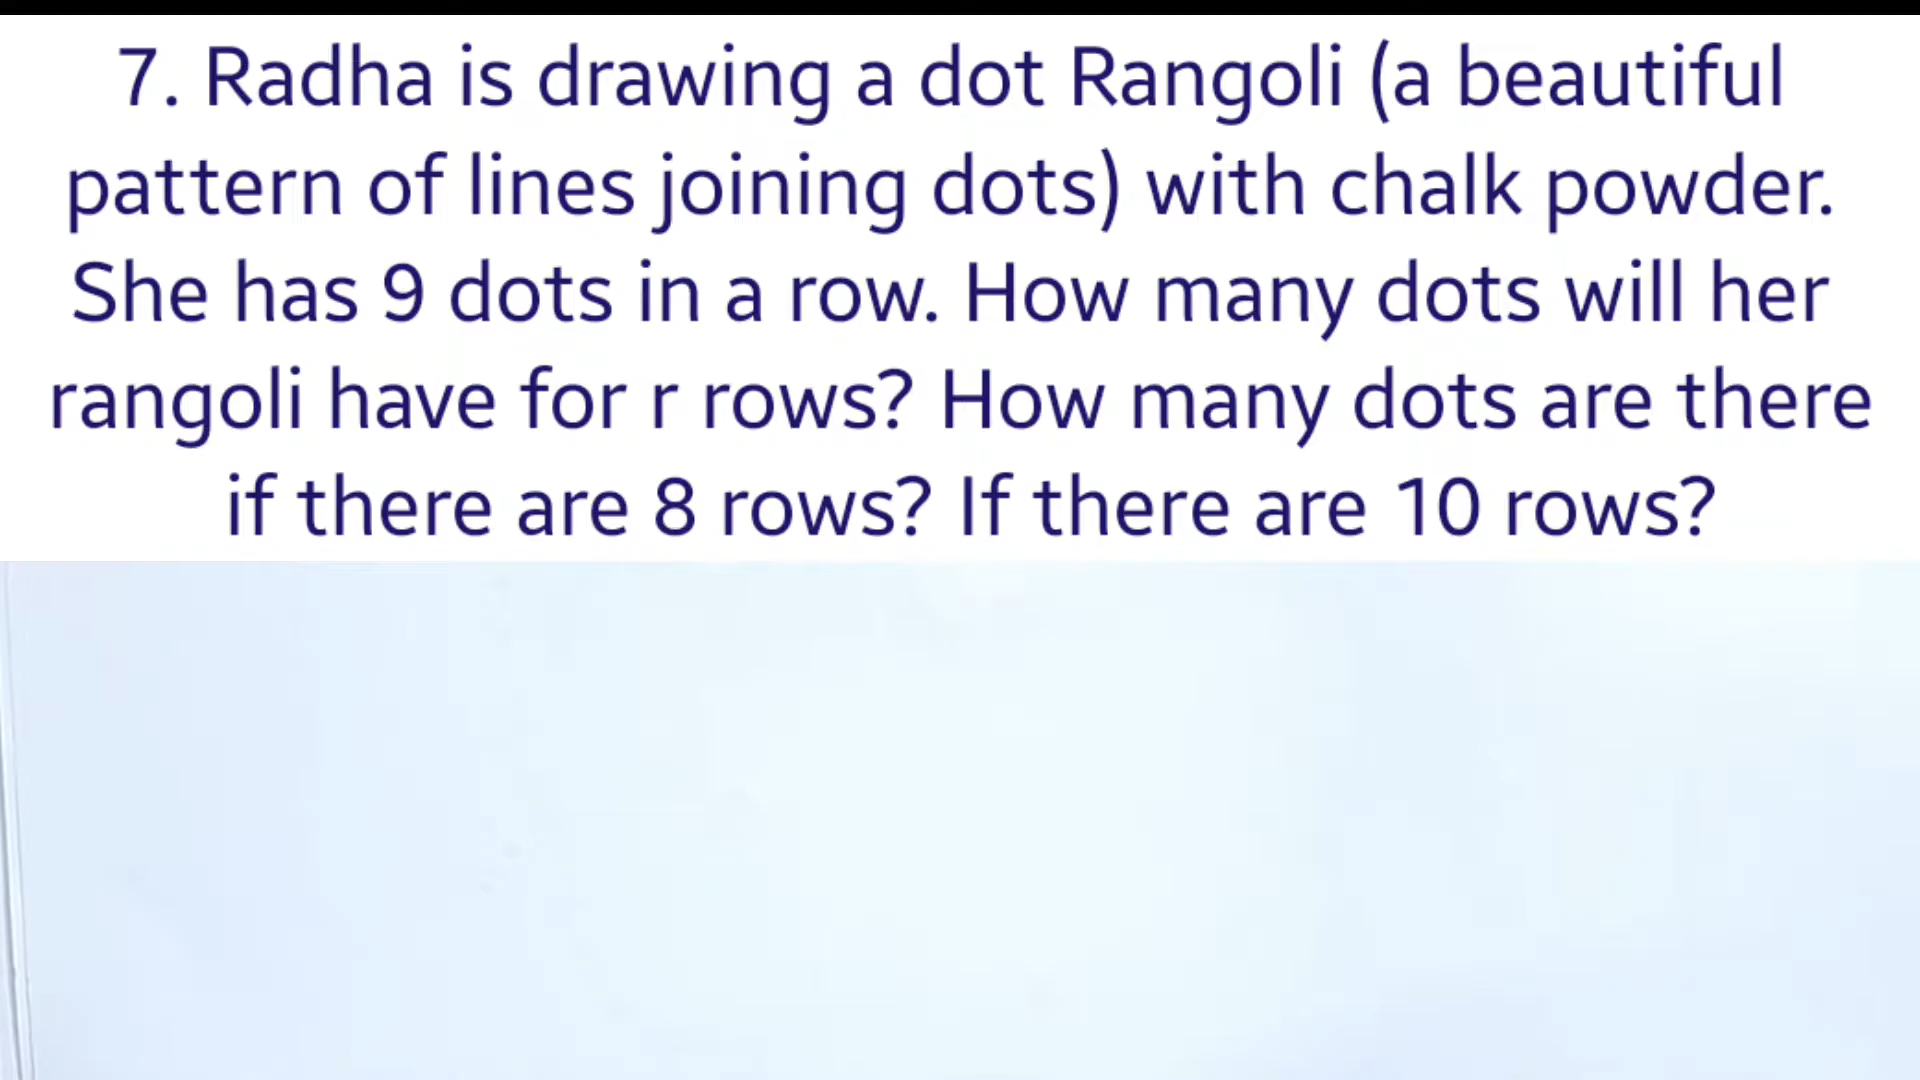 7. Radha is drawing a dot Rangoli (a beautiful
pattern of lines joining dots) with chalk powder.
She has 9 dots in a row. How many dots will her
rangoli have for r rows? How many dots are there
if there are 8 rows? If there are 10 rows?